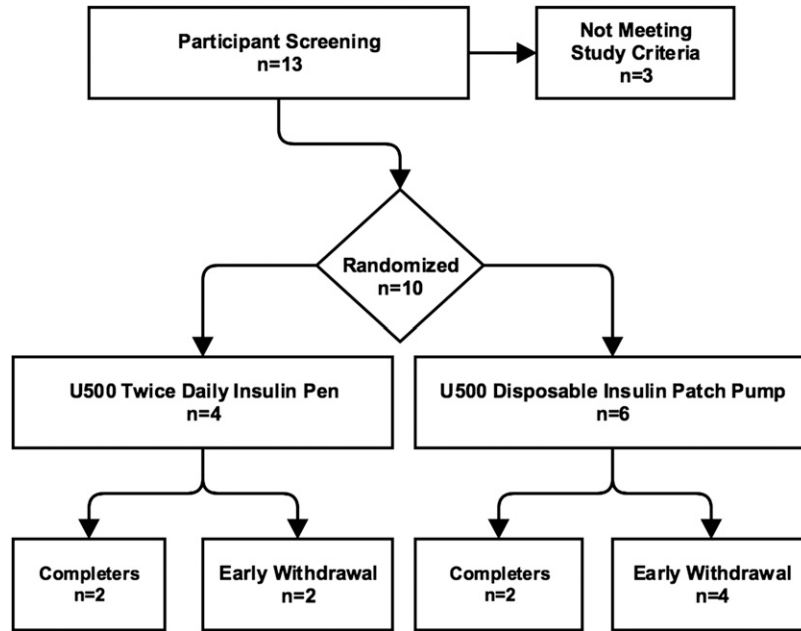 Participant Screening
n=13
Not Meeting
Study Criteria
n=3
Randomized
n=10
U500 Twice Daily Insulin Pen
n=4
U500 Disposable Insulin Patch Pump
n=6
Completers
n=2
Early Withdrawal
n=2
Completers
n=2
Early Withdrawal
n=4